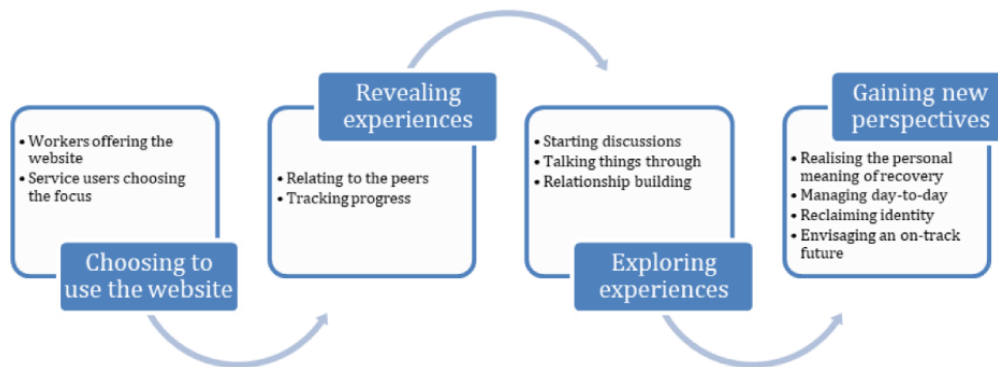 • Workers offering the
website
• Service users choosing
the focus
Choosing to
use the website
Revealing
experiences
• Relating to the peers
• Tracking progress
• Starting discussions
• Talking things through
• Relationship building
Exploring
experiences
Gaining new
perspectives
• Realising the personal
meaning of recovery
• Managing day-to-day
• Reclaiming identity
• Envisaging an on-track
future